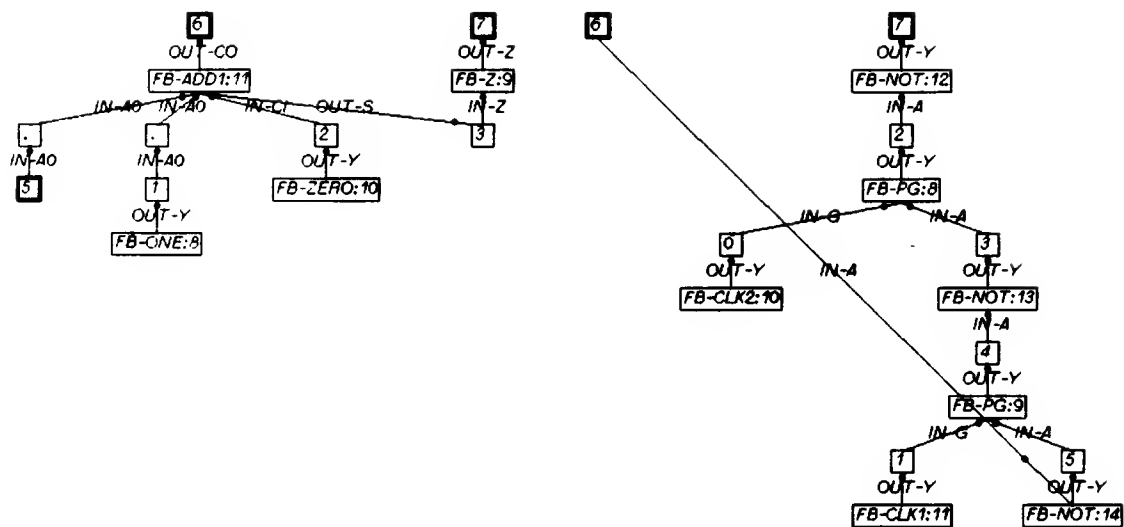 6
OUT-CO
FB-ADD1:11
IN-A0 IN-A0 IN-CI OUT-S
. . 2 3
7
OUT-Z
FB-Z:9
IN-Z
IN-A0 IN-A0 OUT-Y
5 1 FB-ZERO:10
OUT-Y
FB-ONE:8
6 7
OUT-Y
FB-NOT:12
IN-A
2
OUT-Y
FB-PG:8
IN-G IN-A
3
OUT-Y IN-A OUT-Y
FB-CLK2:10 FB-NOT:13
IN-A
4
OUT-Y
FB-PG:9
IN-G IN-A
1 5
OUT-Y OUT-Y
FB-CLK1:11 FB-NOT:14